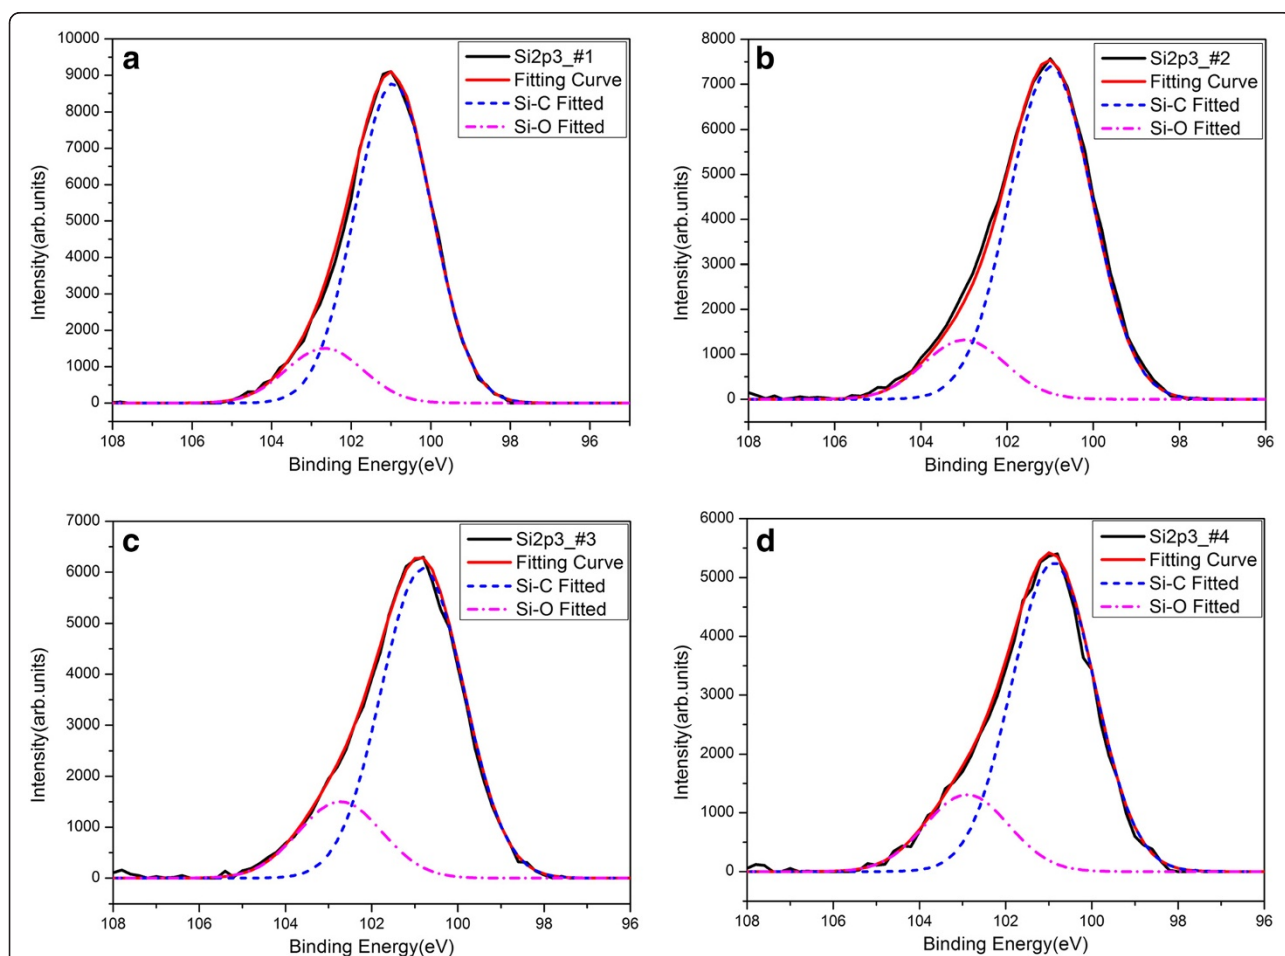 a
Si2p3_#1
Fitting Curve
Si-C Fitted
Si-O Fitted
10000
9000
8000
7000
6000
5000
4000
3000
2000
1000
0
Intensity(arb.units)
108 106 104 102 100 98 96
Binding Energy(eV)
b
Si2p3_#2
Fitting Curve
Si-C Fitted
Si-O Fitted
8000
7000
6000
5000
4000
3000
2000
1000
0
Intensity(arb.units)
108 106 104 102 100 98 96
Binding Energy(eV)
c
Si2p3_#3
Fitting Curve
Si-C Fitted
Si-O Fitted
7000
6000
5000
4000
3000
2000
1000
0
Intensity(arb.units)
108 106 104 102 100 98 96
Binding Energy(eV)
d
Si2p3_#4
Fitting Curve
Si-C Fitted
Si-O Fitted
6000
5000
4000
3000
2000
1000
0
Intensity(arb.units)
108 106 104 102 100 98 96
Binding Energy(eV)